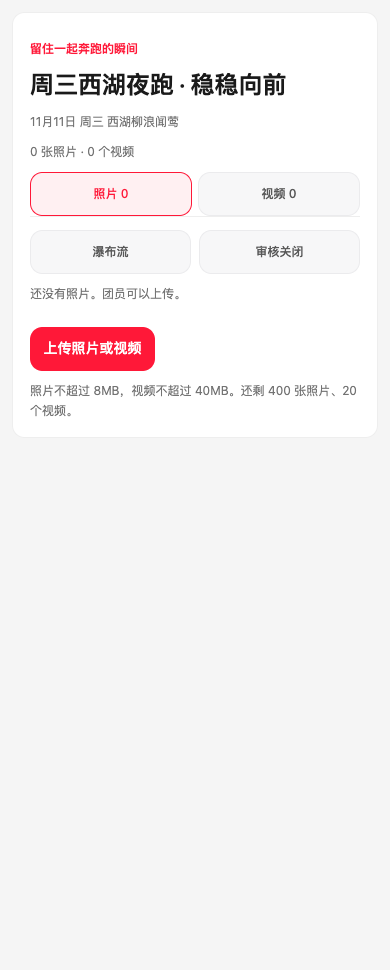 留住一起奔跑的瞬间
周三西湖夜跑 · 稳稳向前
11月11日 周三 西湖柳浪闻莺
0 张照片 · 0 个视频
照片 0
视频 0
瀑布流
审核关闭
还没有照片。团员可以上传。
上传照片或视频
照片不超过 8MB，视频不超过 40MB。还剩 400 张照片、20
个视频。